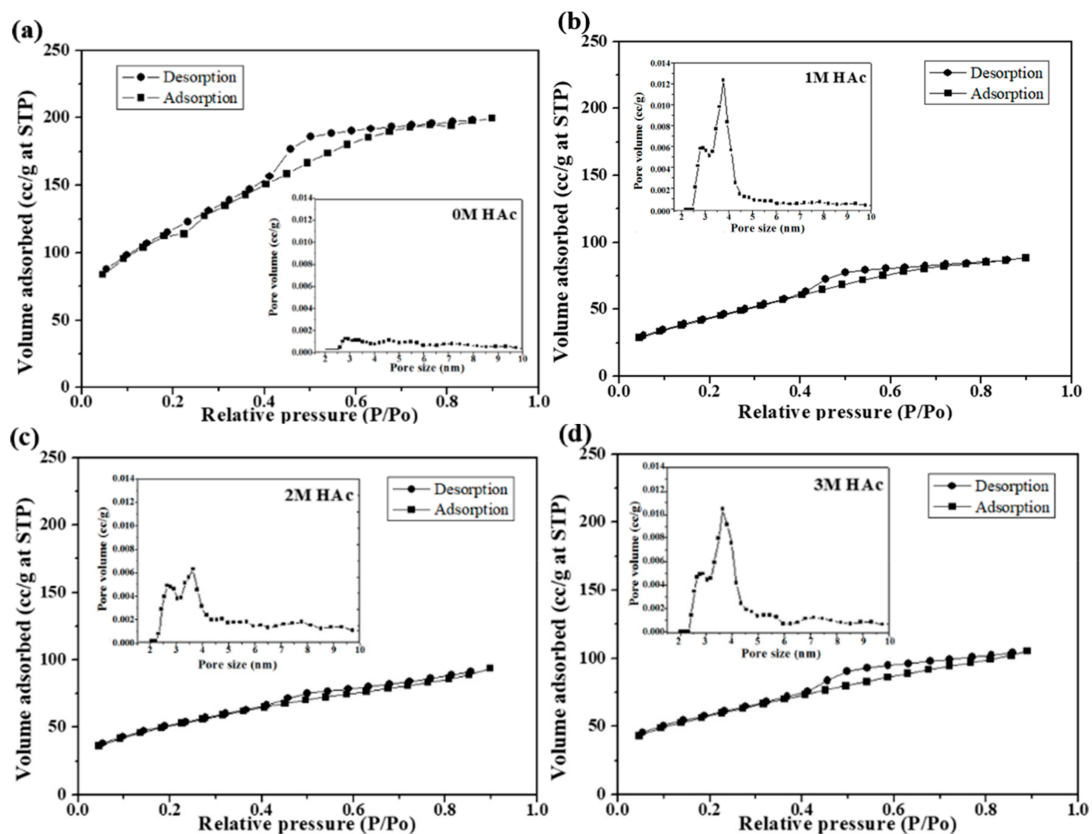 (a)
250
200
150
100
50
0
Volume adsorbed (cc/g at STP)
Desorption
Adsorption
0M HAc
0.014
0.012
0.010
0.008
0.006
0.004
0.002
0.000
Pore volume (cc/g)
2 3 4 5 6 7 8 9 10
Pore size (nm)
0.0 0.2 0.4 0.6 0.8 1.0
Relative pressure (P/Po)
(b)
250
200
150
100
50
0
Volume adsorbed (cc/g at STP)
1M HAc
0.014
0.012
0.010
0.008
0.006
0.004
0.002
0.000
Pore volume (cc/g)
2 3 4 5 6 7 8 9 10
Pore size (nm)
Desorption
Adsorption
0.0 0.2 0.4 0.6 0.8 1.0
Relative pressure (P/Po)
(c)
250
200
150
100
50
0
Volume adsorbed (cc/g at STP)
2M HAc
0.014
0.012
0.010
0.008
0.006
0.004
0.002
0.000
Pore volume (cc/g)
2 3 4 5 6 7 8 9 10
Pore size (nm)
Desorption
Adsorption
0.0 0.2 0.4 0.6 0.8 1.0
Relative pressure (P/Po)
(d)
250
200
150
100
50
0
Volume adsorbed (cc/g at STP)
3M HAc
0.014
0.012
0.010
0.008
0.006
0.004
0.002
0.000
Pore volume (cc/g)
2 3 4 5 6 7 8 9 10
Pore size (nm)
Desorption
Adsorption
0.0 0.2 0.4 0.6 0.8 1.0
Relative pressure (P/Po)